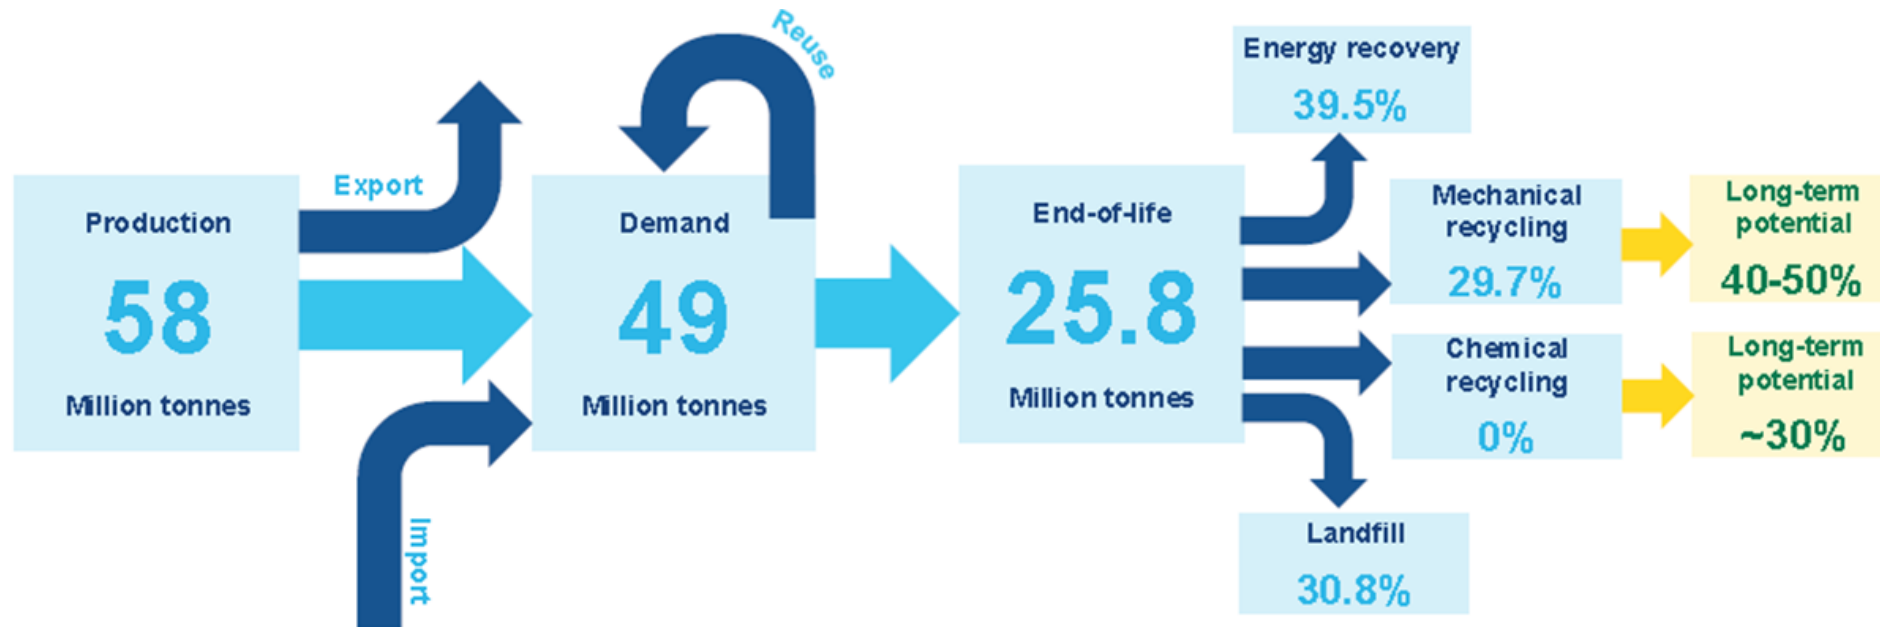 Production
58
Million tonnes
Export
Import
Reuse
Demand
49
Million tonnes
End-of-life
25.8
Million tonnes
Energy recovery
39.5%
Mechanical
recycling
29.7%
Long-term
potential
40-50%
Chemical
recycling
0%
Long-term
potential
~30%
Landfill
30.8%